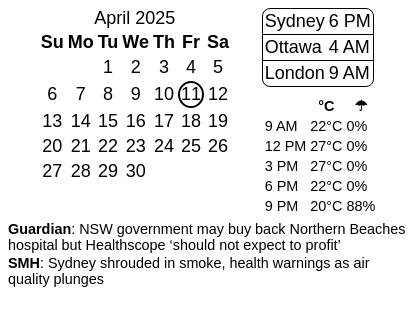 April 2025
Su Mo Tu We Th Fr Sa
1 2 3 4 5
6 7 8 9 10 11 12
13 14 15 16 17 18 19
20 21 22 23 24 25 26
27 28 29 30
Sydney 6 PM
Ottawa 4 AM
London 9 AM
°C ☂
9 AM 22°C 0%
12 PM 27°C 0%
3 PM 27°C 0%
6 PM 22°C 0%
9 PM 20°C 88%
Guardian: NSW government may buy back Northern Beaches
hospital but Healthscope ‘should not expect to profit’
SMH: Sydney shrouded in smoke, health warnings as air
quality plunges